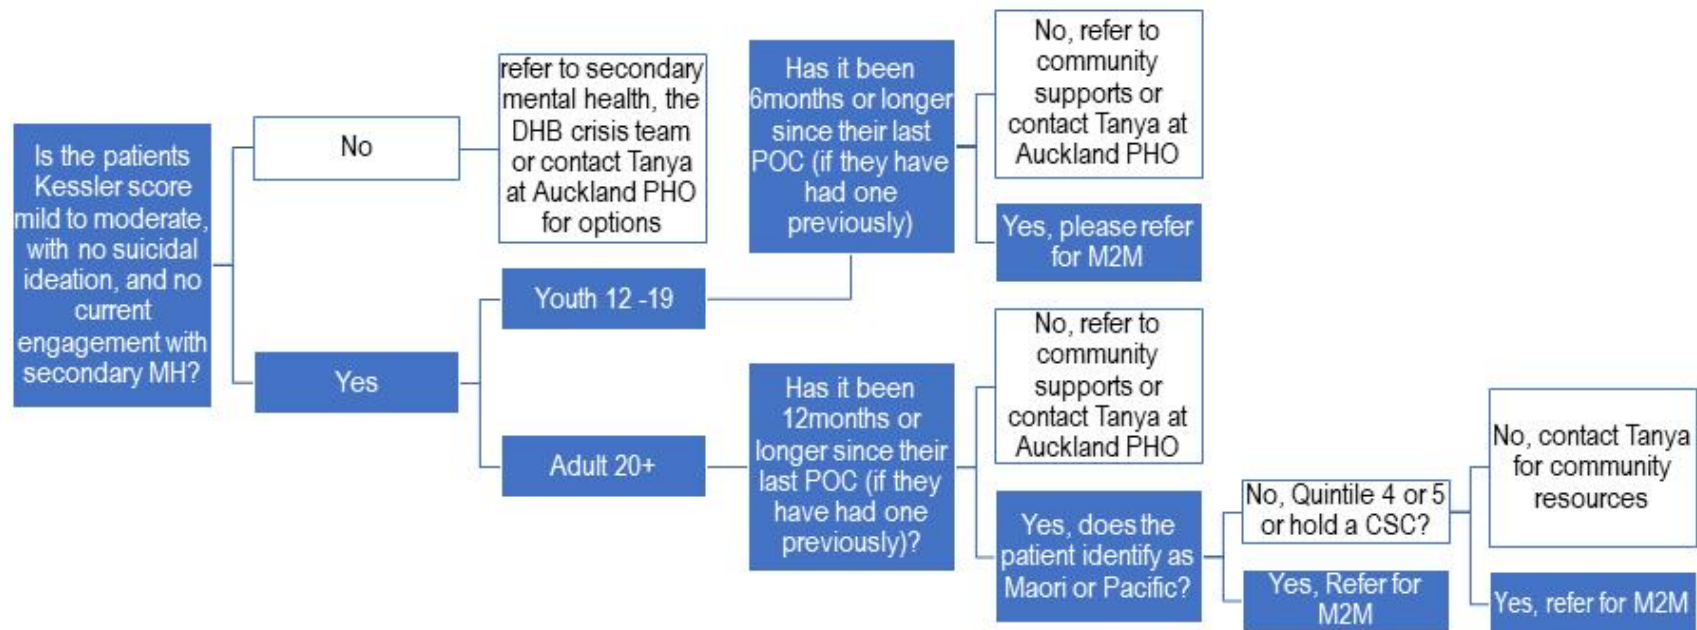 Is the patients
Kessler score
mild to moderate,
with no suicidal
ideation, and no
current
engagement with
secondary MH?
No
refer to secondary
mental health, the
DHB crisis team
or contact Tanya
at Auckland PHO
for options
Yes
Youth 12 -19
Has it been
6months or longer
since their last
POC (if they have
had one
previously)
No, refer to
community
supports or
contact Tanya at
Auckland PHO
Yes, please refer
for M2M
Adult 20+
Has it been
12months or
longer since their
last POC (if they
have had one
previously)?
No, refer to
community
supports or
contact Tanya at
Auckland PHO
Yes, does the
patient identify as
Maori or Pacific?
No, Quintile 4 or 5
or hold a CSC?
Yes, Refer for
M2M
No, contact Tanya
for community
resources
Yes, refer for M2M